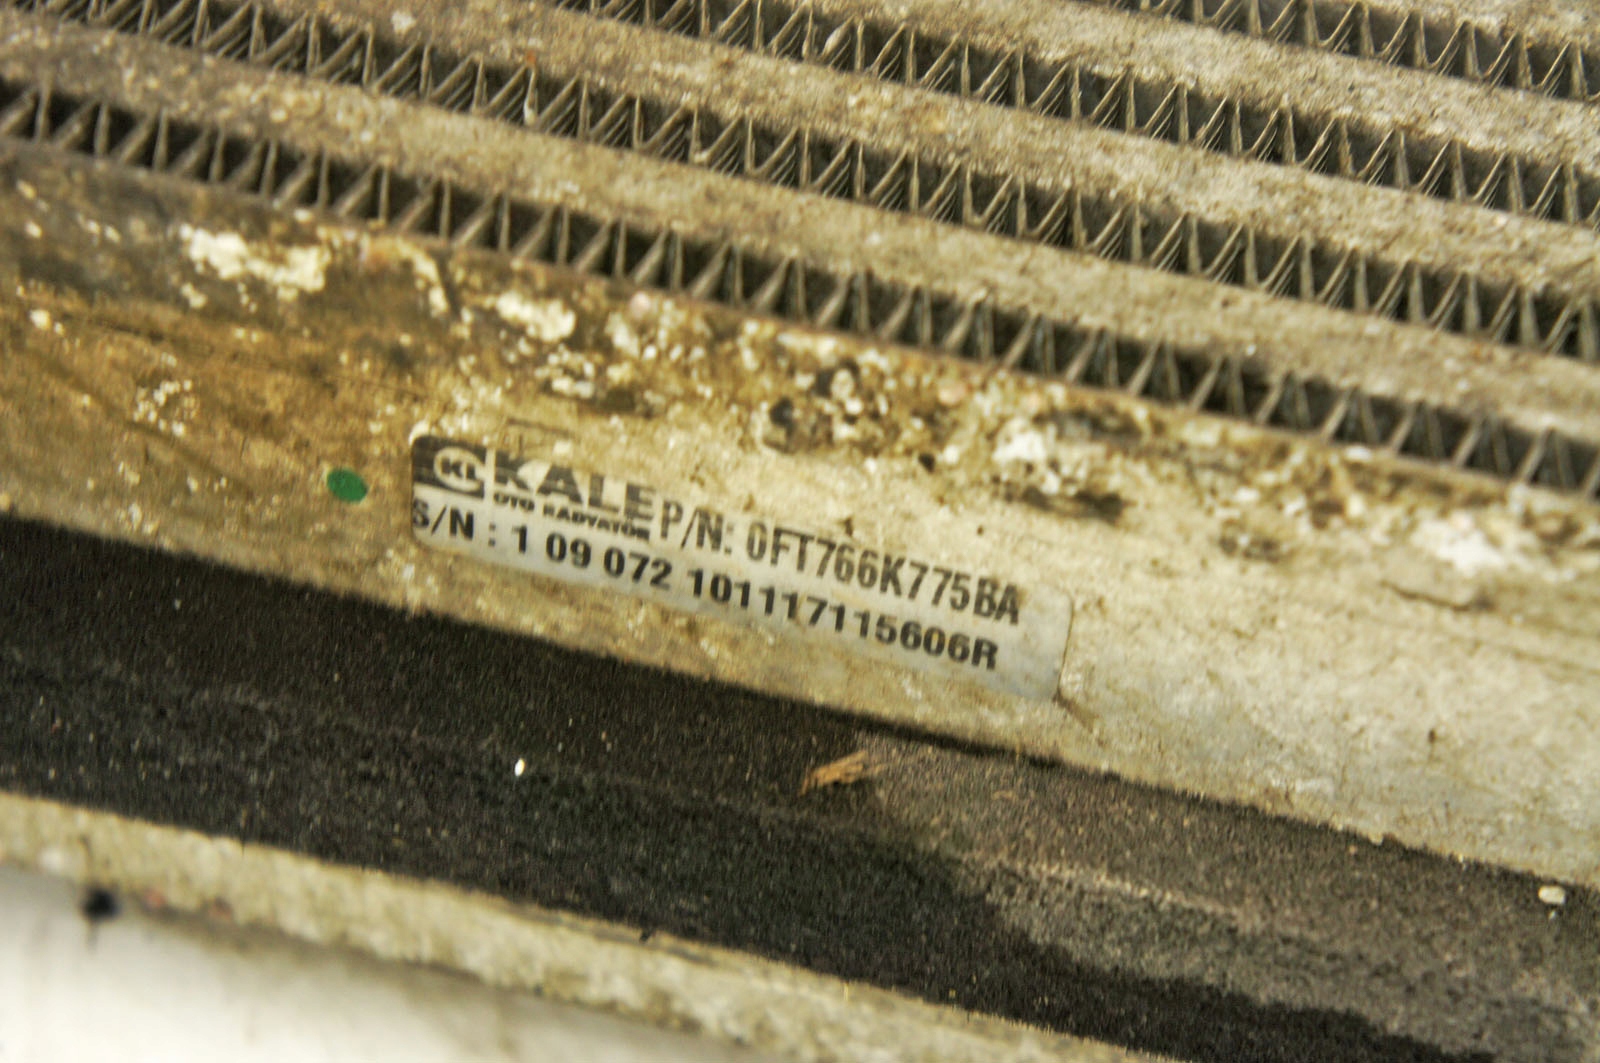 KL KALE P/N: 0FT766K775BA
OTO RADYATÖR
S/N : 1 09 072 101117115606R